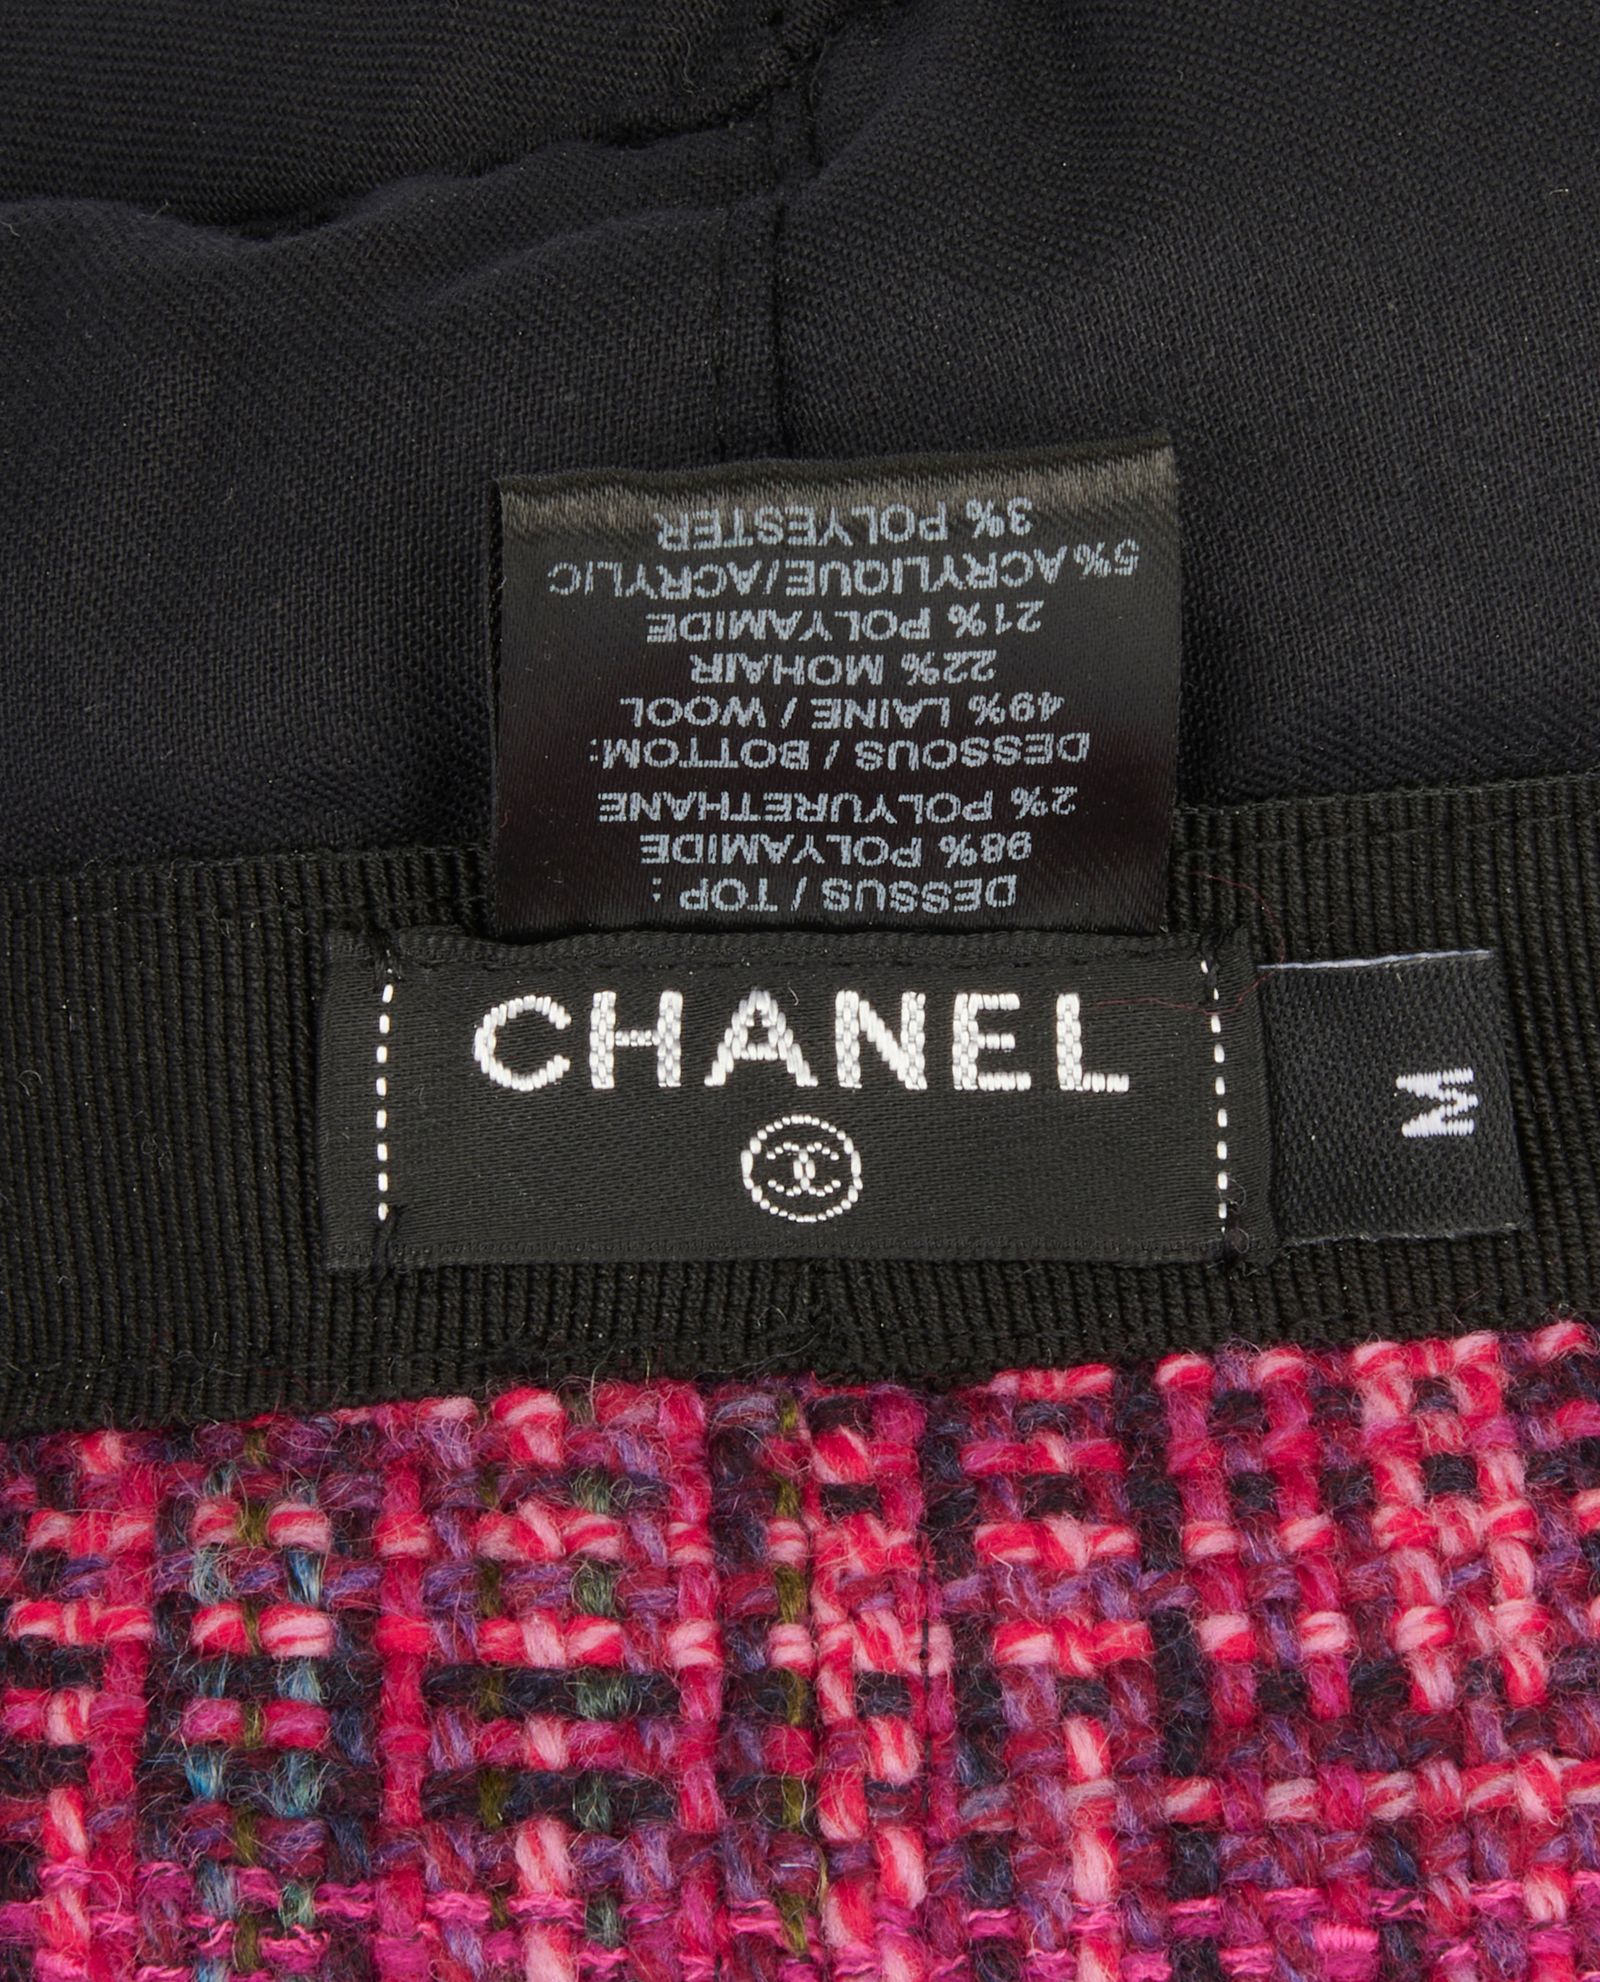 DESSUS / TOP :
98% POLYAMIDE
2% POLYURETHANE
DESSOUS / BOTTOM:
49% LAINE / WOOL
22% MOHAIR
21% POLYAMIDE
5% ACRYLIQUE/ACRYLIC
3% POLYESTER
CHANEL
M